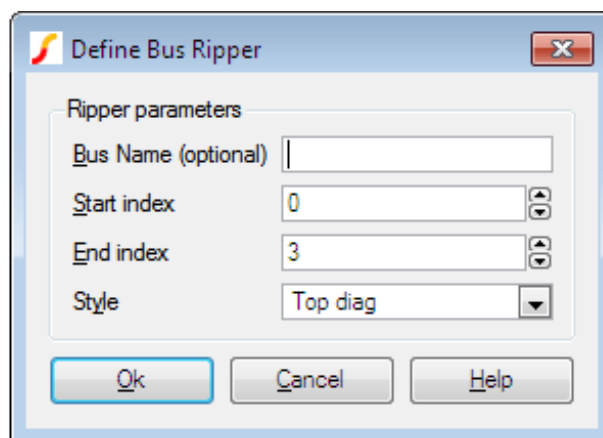 Define Bus Ripper
Ripper parameters
Bus Name (optional)
Start index 0
End index 3
Style Top diag
Ok Cancel Help